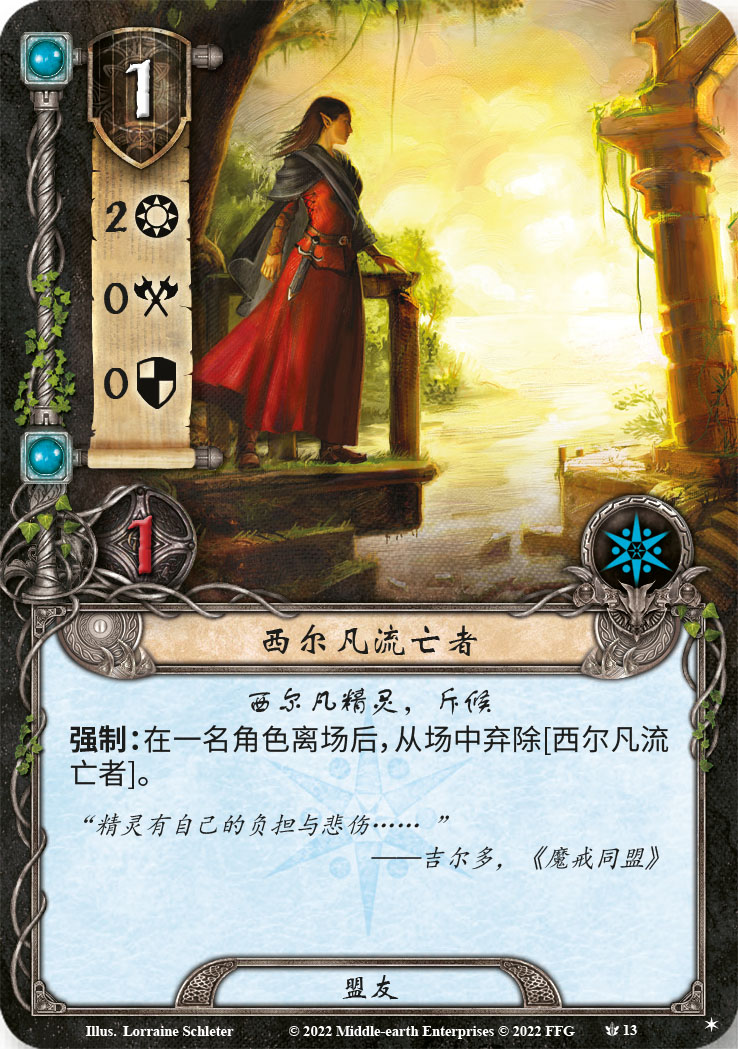 1
2
0
0
1
西尔凡流亡者
西尔凡精灵，斥候
强制：在一名角色离场后，从场中弃除[西尔凡流
亡者]。
“精灵有自己的负担与悲伤…… ”
——吉尔多，《魔戒同盟》
盟友
Illus. Lorraine Schleter © 2022 Middle-earth Enterprises © 2022 FFG 13